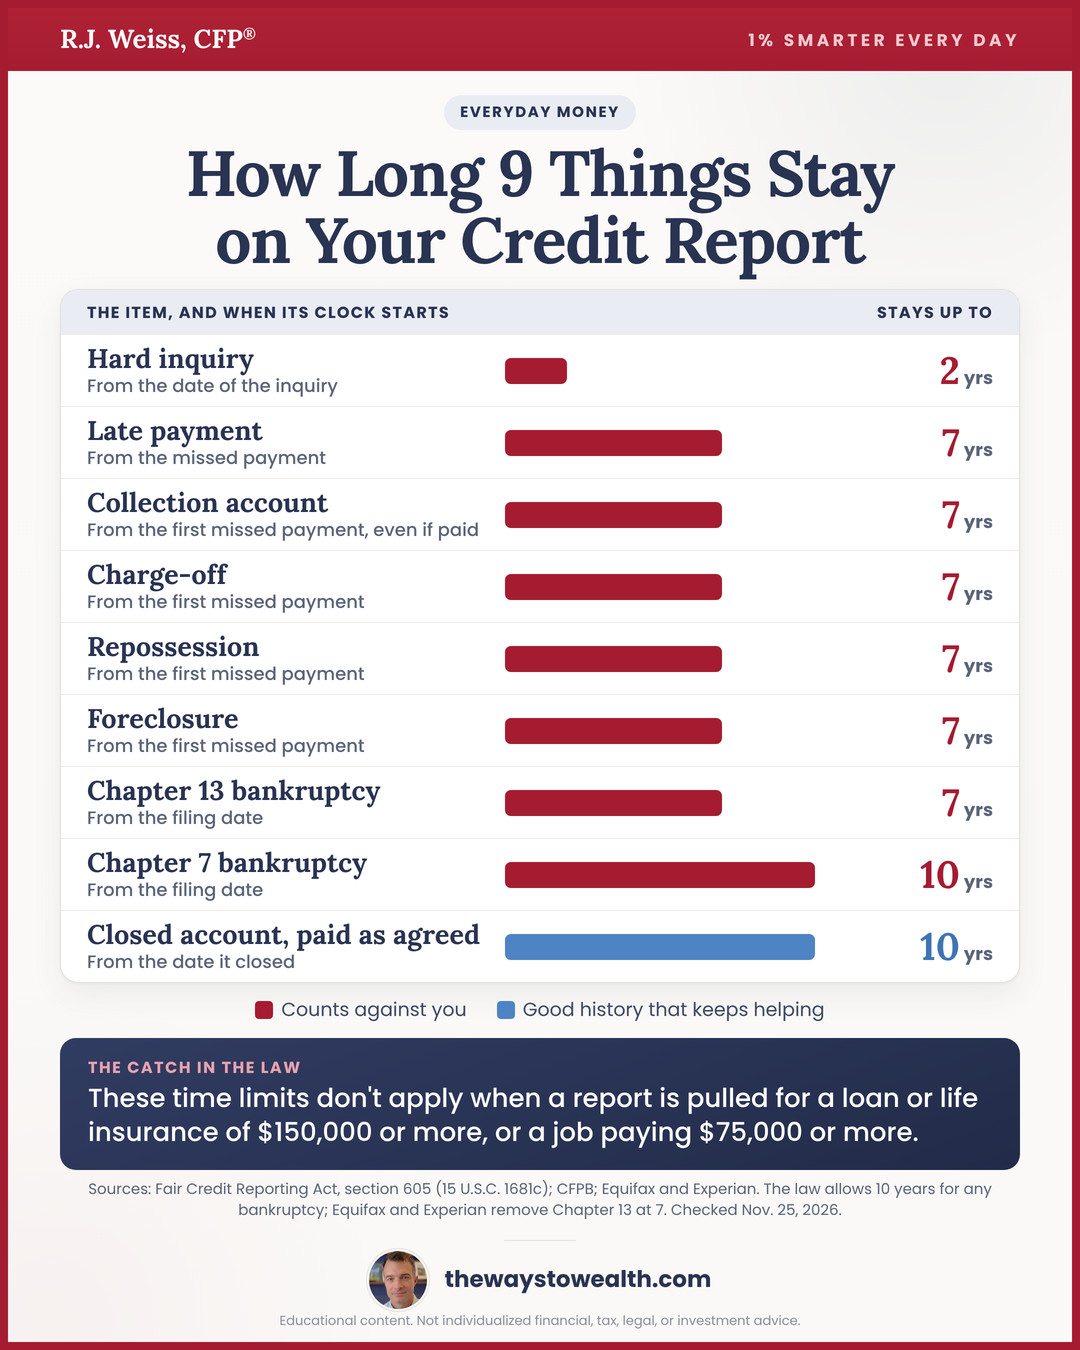 R.J. Weiss, CFP®
1% SMARTER EVERY DAY
EVERYDAY MONEY
How Long 9 Things Stay
on Your Credit Report
THE ITEM, AND WHEN ITS CLOCK STARTS
STAYS UP TO
Hard inquiry
From the date of the inquiry
2 yrs
Late payment
From the missed payment
7 yrs
Collection account
From the first missed payment, even if paid
7 yrs
Charge-off
From the first missed payment
7 yrs
Repossession
From the first missed payment
7 yrs
Foreclosure
From the first missed payment
7 yrs
Chapter 13 bankruptcy
From the filing date
7 yrs
Chapter 7 bankruptcy
From the filing date
10 yrs
Closed account, paid as agreed
From the date it closed
10 yrs
Counts against you
Good history that keeps helping
THE CATCH IN THE LAW
These time limits don't apply when a report is pulled for a loan or life
insurance of $150,000 or more, or a job paying $75,000 or more.
Sources: Fair Credit Reporting Act, section 605 (15 U.S.C. 1681c); CFPB; Equifax and Experian. The law allows 10 years for any
bankruptcy; Equifax and Experian remove Chapter 13 at 7. Checked Nov. 25, 2026.
thewaystowealth.com
Educational content. Not individualized financial, tax, legal, or investment advice.